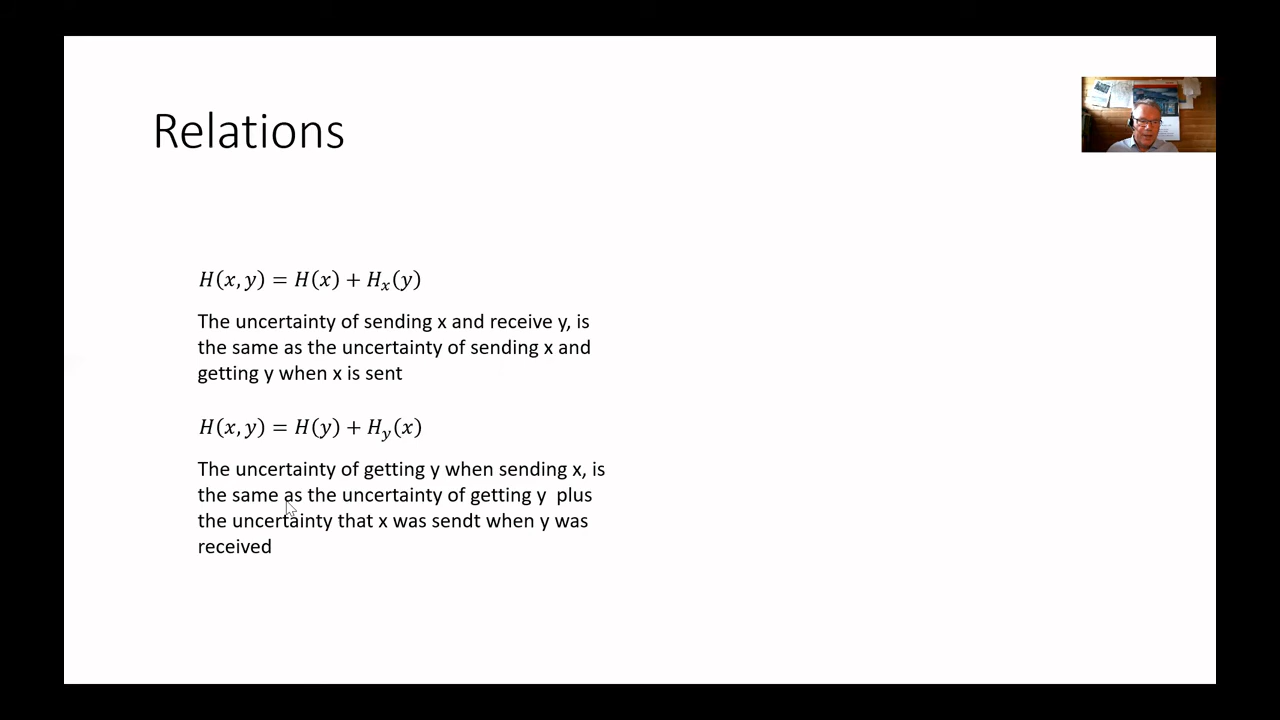 Relations
H(x, y) = H(x) + Hₓ(y)
The uncertainty of sending x and receive y, is
the same as the uncertainty of sending x and
getting y when x is sent
H(x, y) = H(y) + H_y(x)
The uncertainty of getting y when sending x, is
the same as the uncertainty of getting y  plus
the uncertainty that x was sendt when y was
received